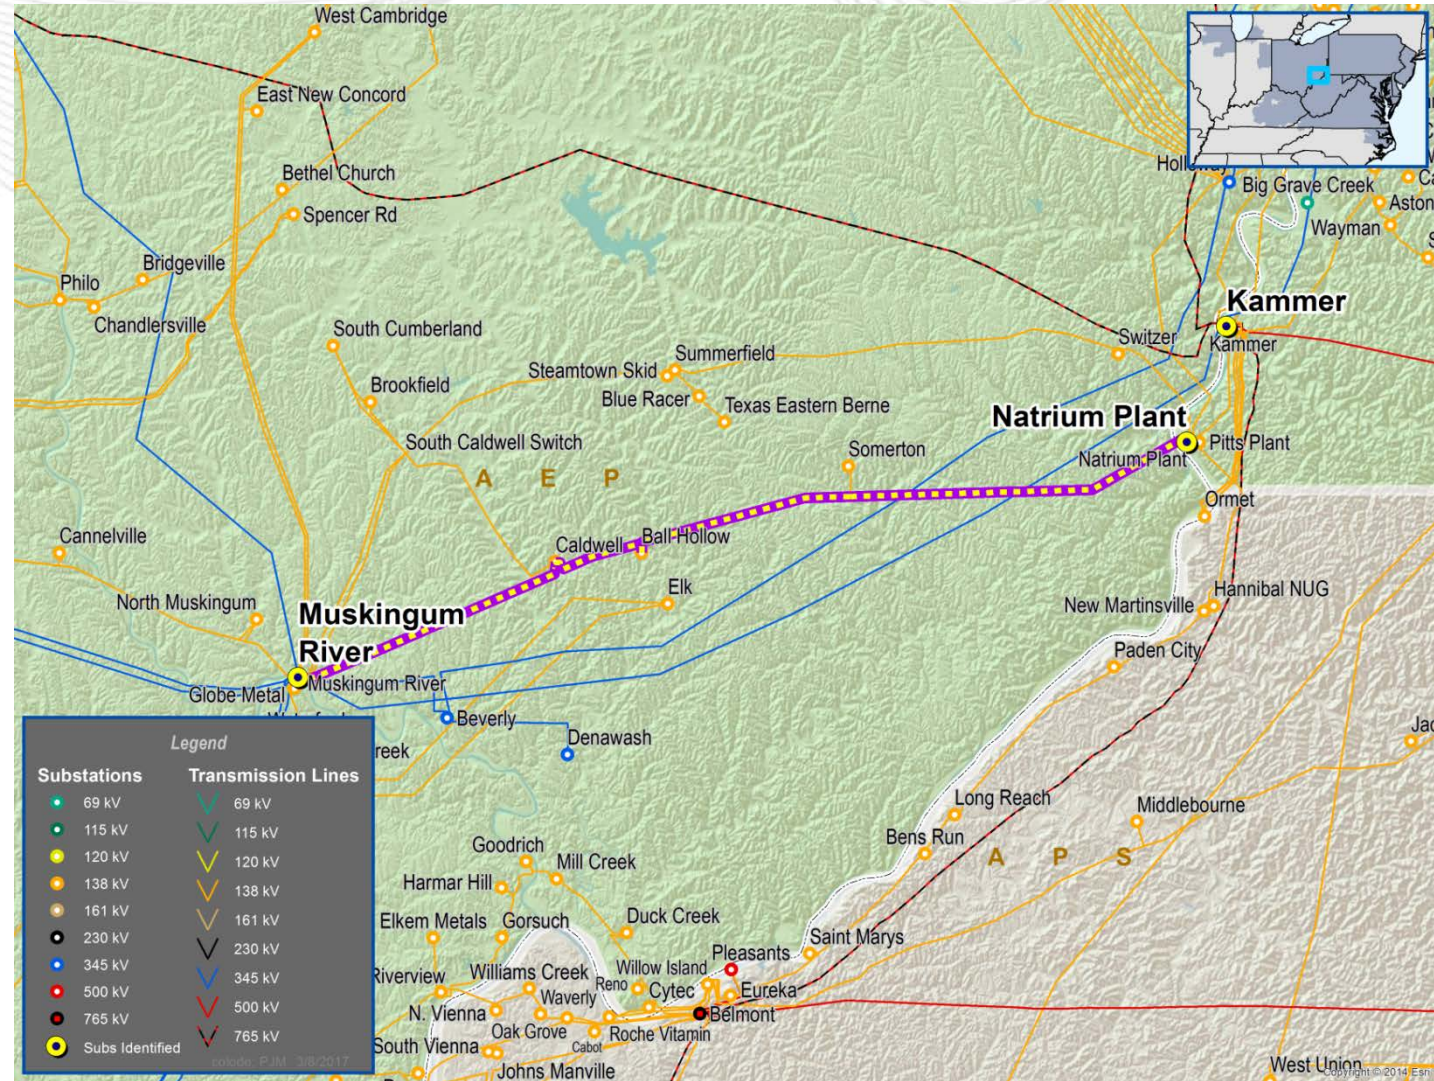 West Cambridge
East New Concord
Bethel Church
Spencer Rd
Bridgeville
Philo
Chandlersville
Big Grave Creek
Wayman
Kammer
Kammer
Switzer
South Cumberland
Summerfield
Steamtown Skid
Brookfield
Blue Racer
Texas Eastern Berne
Natrium Plant
South Caldwell Switch
Somerton
Pitts Plant
Natrium Plant
A E P
Ormet
Cannelville
Caldwell
Ball Hollow
North Muskingum
Elk
Hannibal NUG
New Martinsville
Muskingum
River
Paden City
Muskingum River
Globe Metal
Beverly
Denawash
Long Reach
Middlebourne
Bens Run
A P S
Goodrich
Mill Creek
Harmar Hill
Elkem Metals
Gorsuch
Duck Creek
Saint Marys
Pleasants
Williams Creek
Willow Island
Riverview
Reno
Cytec
Eureka
Waverly
N. Vienna
Belmont
Oak Grove
Roche Vitamin
South Vienna
Cabot
Johns Manville
West Union
Legend
Substations
69 kV
115 kV
120 kV
138 kV
161 kV
230 kV
345 kV
500 kV
765 kV
Subs Identified
Transmission Lines
69 kV
115 kV
120 kV
138 kV
161 kV
230 kV
345 kV
500 kV
765 kV
PJM 3/8/2017
Copyright © 2014 Esri